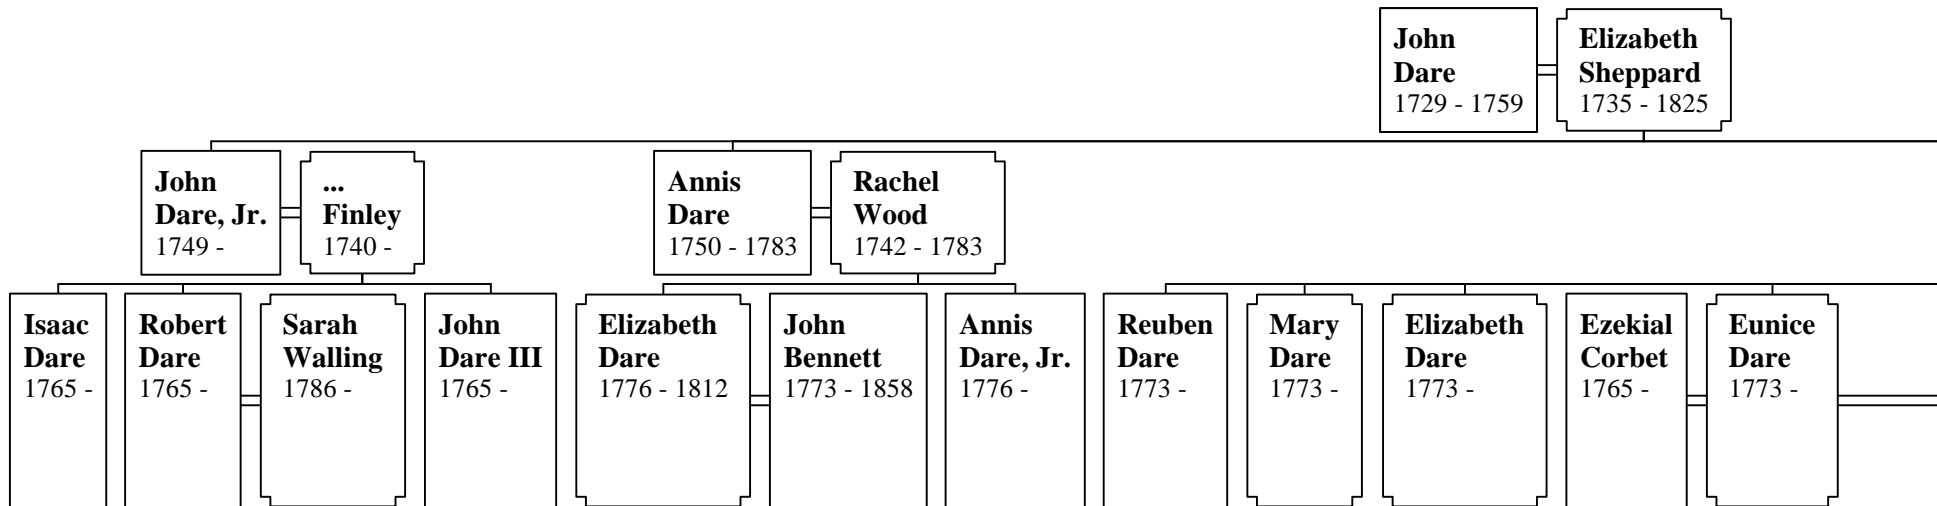 John
Dare
1729 - 1759
Elizabeth
Sheppard
1735 - 1825
John
Dare, Jr.
1749 -
...
Finley
1740 -
Annis
Dare
1750 - 1783
Rachel
Wood
1742 - 1783
Isaac
Dare
1765 -
Robert
Dare
1765 -
Sarah
Walling
1786 -
John
Dare III
1765 -
Elizabeth
Dare
1776 - 1812
John
Bennett
1773 - 1858
Annis
Dare, Jr.
1776 -
Reuben
Dare
1773 -
Mary
Dare
1773 -
Elizabeth
Dare
1773 -
Ezekial
Corbet
1765 -
Eunice
Dare
1773 -